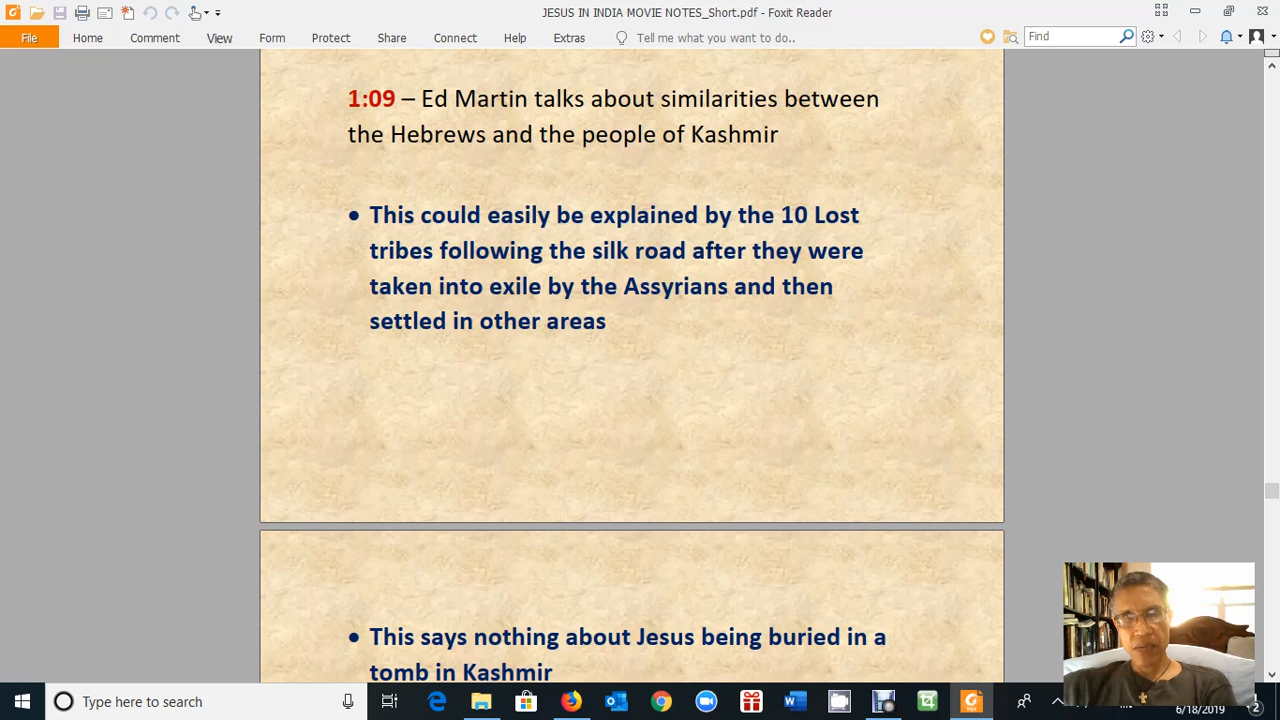 JESUS IN INDIA MOVIE NOTES_Short.pdf - Foxit Reader
File Home Comment View Form Protect Share Connect Help Extras Tell me what you want to do.. Find
1:09 – Ed Martin talks about similarities between
the Hebrews and the people of Kashmir
• This could easily be explained by the 10 Lost
tribes following the silk road after they were
taken into exile by the Assyrians and then
settled in other areas
• This says nothing about Jesus being buried in a
tomb in Kashmir
Type here to search
6/18/2019
2